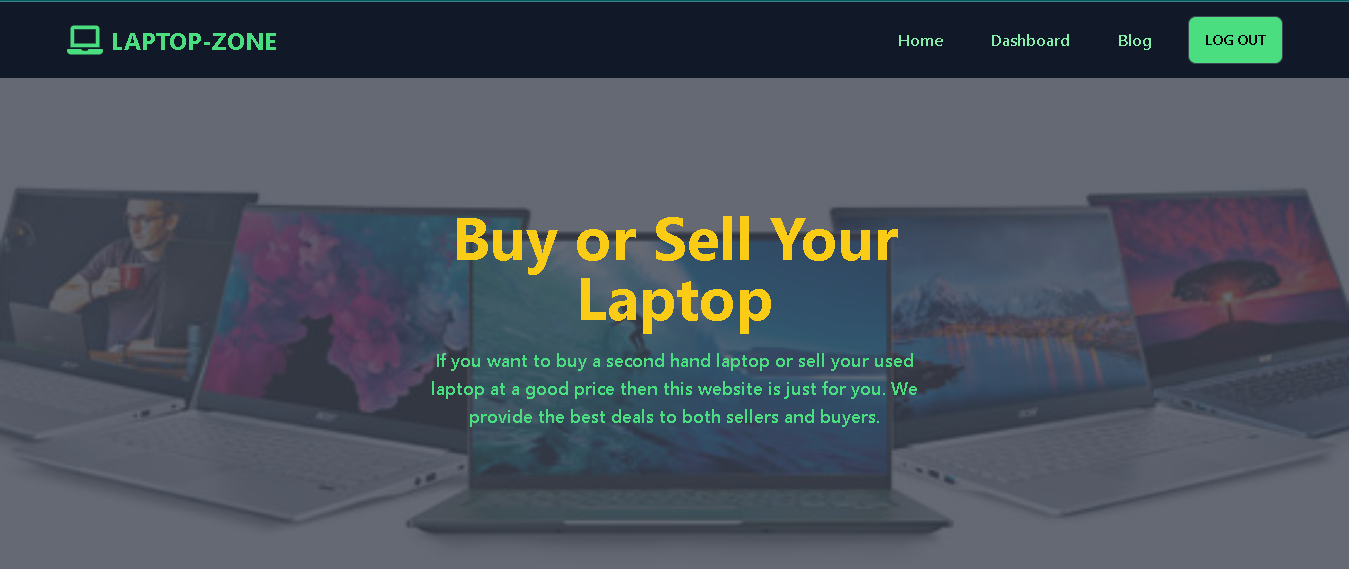 LAPTOP-ZONE
Home
Dashboard
Blog
LOG OUT
Buy or Sell Your
Laptop
If you want to buy a second hand laptop or sell your used
laptop at a good price then this website is just for you. We
provide the best deals to both sellers and buyers.